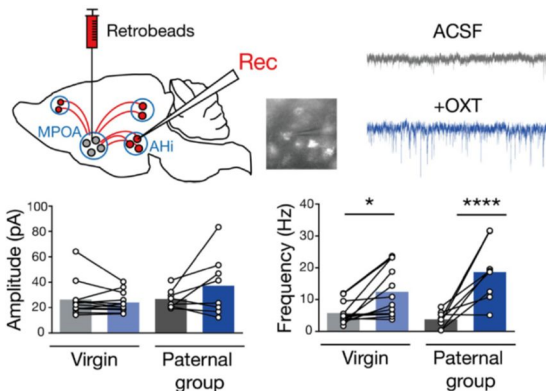 Retrobeads
Rec
MPOA
AHi
ACSF
+OXT
Amplitude (pA)
100
80
60
40
20
0
Virgin
Paternal
group
Frequency (Hz)
40
30
20
10
0
*
****
Virgin
Paternal
group